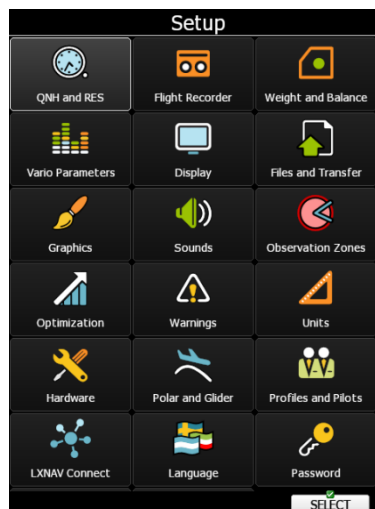 Setup
QNH and RES
Flight Recorder
Weight and Balance
Vario Parameters
Display
Files and Transfer
Graphics
Sounds
Observation Zones
Optimization
Warnings
Units
Hardware
Polar and Glider
Profiles and Pilots
LXNAV Connect
Language
Password
SELECT